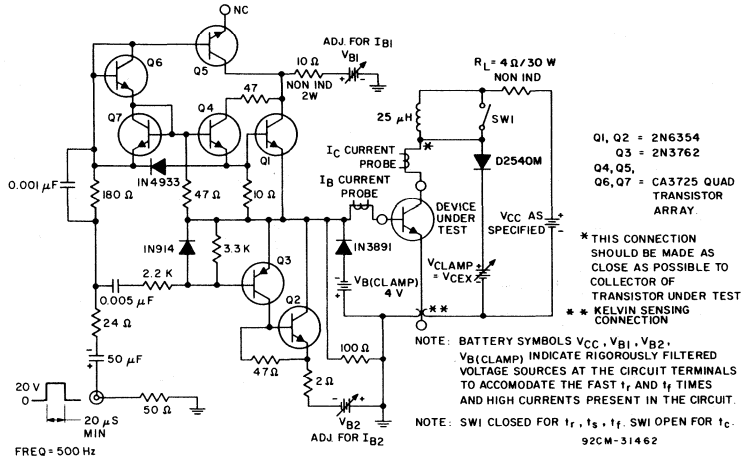 NC
ADJ. FOR IB1
VB1
+ -
Q6
Q5
10 Ω
NON IND
2W
RL = 4 Ω/30 W
NON IND
47
Q7
Q4
Q1
25 µH
SW1
Q1, Q2 = 2N6354
Q3 = 2N3762
Q4,Q5,
Q6,Q7 = CA3725 QUAD
TRANSISTOR
ARRAY.
IC CURRENT
PROBE
*
D2540M
0.001 µF
180 Ω
1N4933
47 Ω
10 Ω
IB CURRENT
PROBE
DEVICE
UNDER
TEST
VCC AS
SPECIFIED
+
-
1N914
3.3 K
Q3
1N3891
* THIS CONNECTION
SHOULD BE MADE AS
CLOSE AS POSSIBLE TO
COLLECTOR OF
TRANSISTOR UNDER TEST
2.2 K
0.005 µF
Q2
-
+
VB(CLAMP)
4 V
VCLAMP
= VCEX
+
-
* *
* * KELVIN SENSING
CONNECTION
24 Ω
-
+
50 µF
47 Ω
2 Ω
100 Ω
NOTE: BATTERY SYMBOLS VCC, VB1, VB2,
VB(CLAMP) INDICATE RIGOROUSLY FILTERED
VOLTAGE SOURCES AT THE CIRCUIT TERMINALS
TO ACCOMODATE THE FAST tr AND tf TIMES
AND HIGH CURRENTS PRESENT IN THE CIRCUIT.
20 V
0
20 µS
MIN
50 Ω
- +
VB2
ADJ. FOR IB2
NOTE: SW1 CLOSED FOR tr, ts, tf. SW1 OPEN FOR tc.
92CM-31462
FREQ = 500 Hz